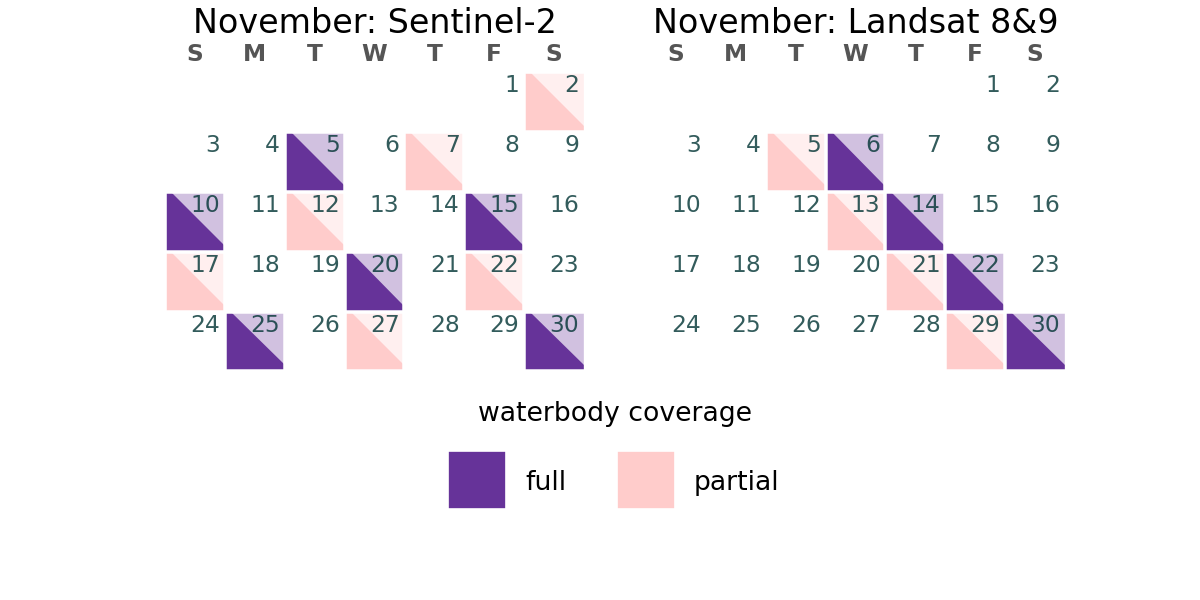 November: Sentinel-2
S M T W T F S
1 2
3 4 5 6 7 8 9
10 11 12 13 14 15 16
17 18 19 20 21 22 23
24 25 26 27 28 29 30
November: Landsat 8&9
S M T W T F S
1 2
3 4 5 6 7 8 9
10 11 12 13 14 15 16
17 18 19 20 21 22 23
24 25 26 27 28 29 30
waterbody coverage
full partial